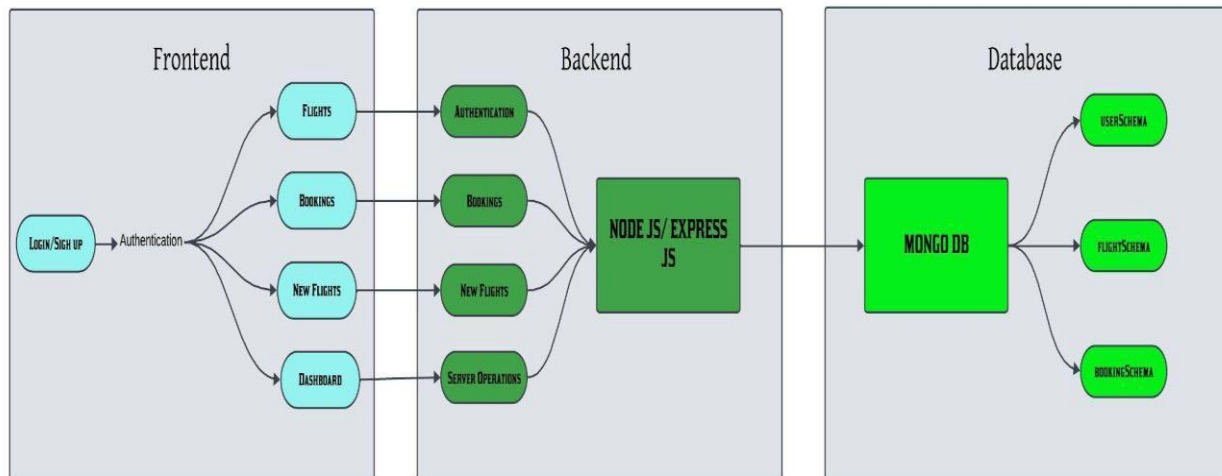 Frontend
Login/Sigh up
Authentication
Flights
Bookings
New Flights
Dashboard
Backend
Authentication
Bookings
New Flights
Server Operations
NODE JS/ EXPRESS
JS
Database
MONGO DB
userSchema
flightSchema
bookingSchema